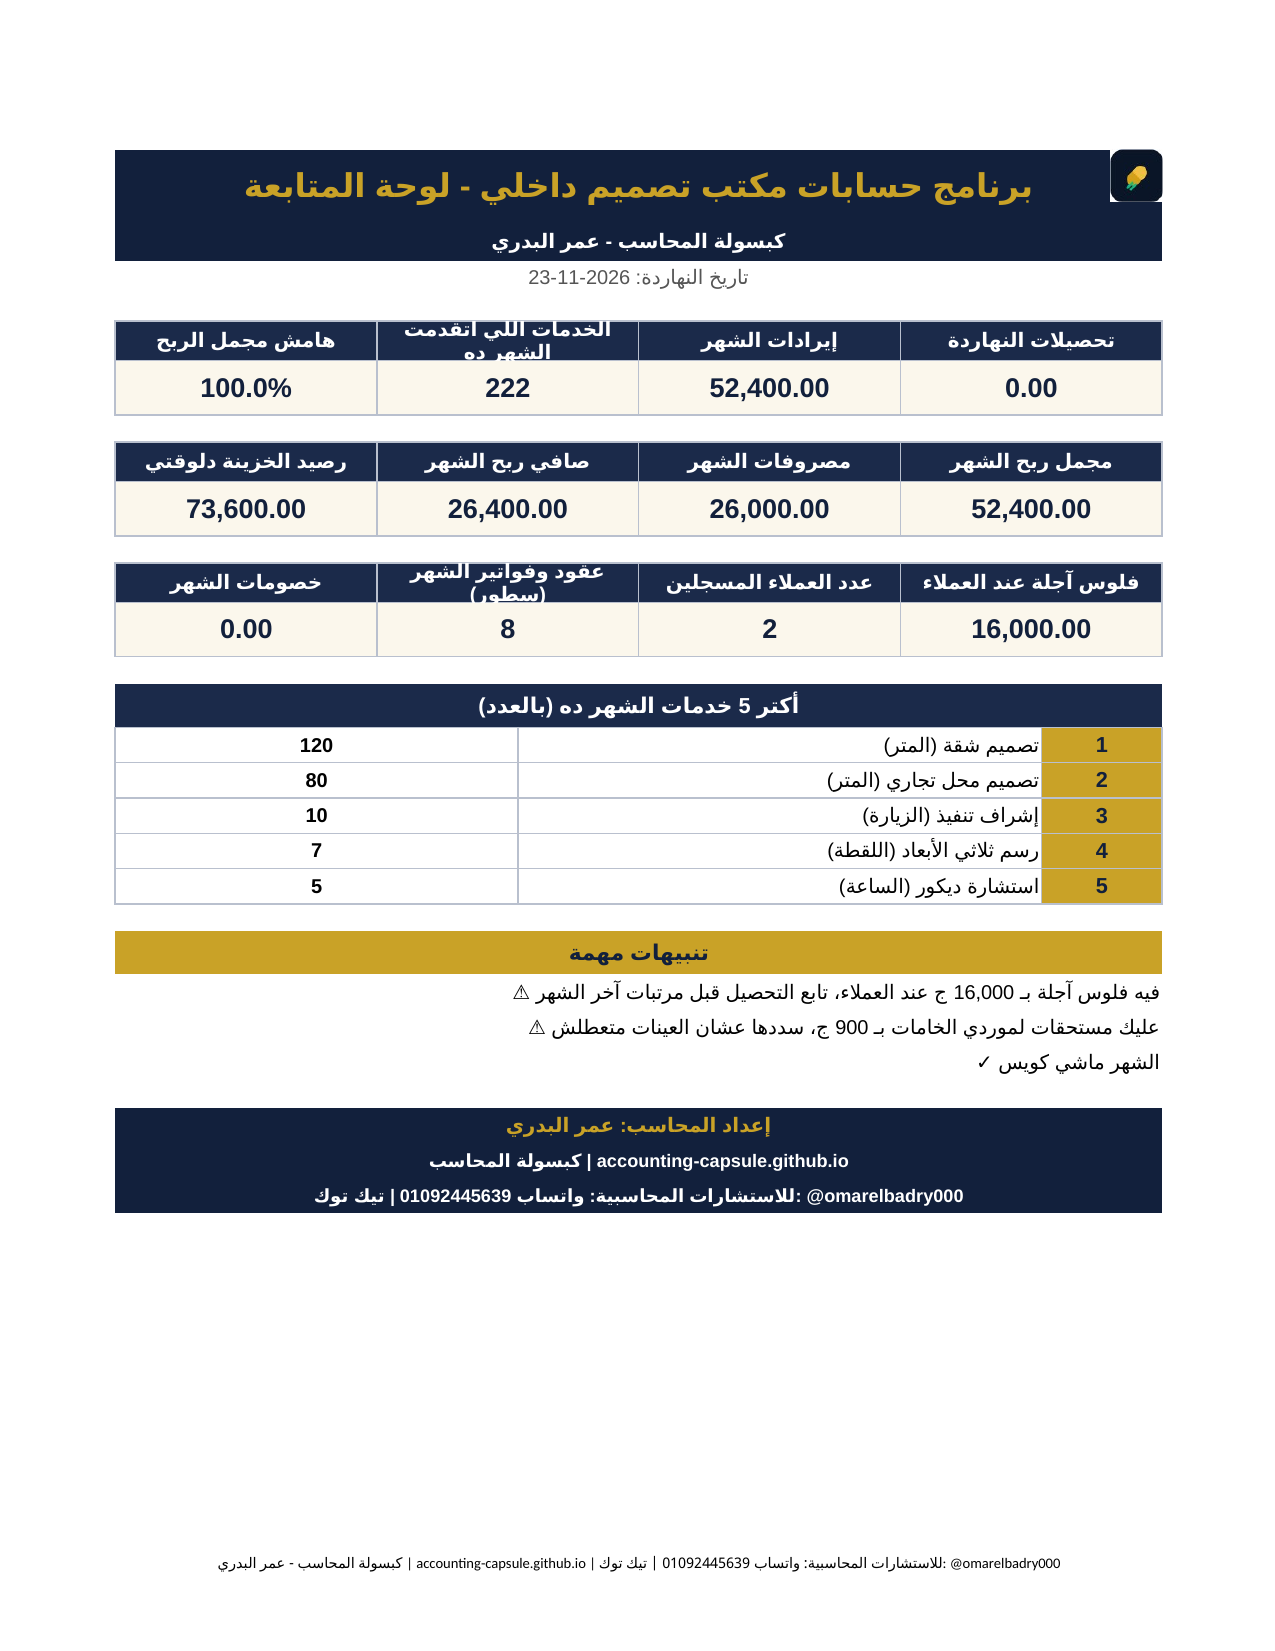 برنامج حسابات مكتب تصميم داخلي - لوحة المتابعة
كبسولة المحاسب - عمر البدري
تاريخ النهاردة: 2026-11-23
تحصيلات النهاردة
إيرادات الشهر
الخدمات اللي اتقدمت
الشهر ده
هامش مجمل الربح
0.00
52,400.00
222
100.0%
مجمل ربح الشهر
مصروفات الشهر
صافي ربح الشهر
رصيد الخزينة دلوقتي
52,400.00
26,000.00
26,400.00
73,600.00
فلوس آجلة عند العملاء
عدد العملاء المسجلين
عقود وفواتير الشهر
(سطور)
خصومات الشهر
16,000.00
2
8
0.00
أكتر 5 خدمات الشهر ده (بالعدد)
1 تصميم شقة (المتر) 120
2 تصميم محل تجاري (المتر) 80
3 إشراف تنفيذ (الزيارة) 10
4 رسم ثلاثي الأبعاد (اللقطة) 7
5 استشارة ديكور (الساعة) 5
تنبيهات مهمة
فيه فلوس آجلة بـ 16,000 ج عند العملاء، تابع التحصيل قبل مرتبات آخر الشهر ⚠
عليك مستحقات لموردي الخامات بـ 900 ج، سددها عشان العينات متعطلش ⚠
الشهر ماشي كويس ✓
إعداد المحاسب: عمر البدري
كبسولة المحاسب | accounting-capsule.github.io
للاستشارات المحاسبية: واتساب 01092445639 | تيك توك: @omarelbadry000
كبسولة المحاسب - عمر البدري | accounting-capsule.github.io | للاستشارات المحاسبية: واتساب 01092445639 | تيك توك: @omarelbadry000